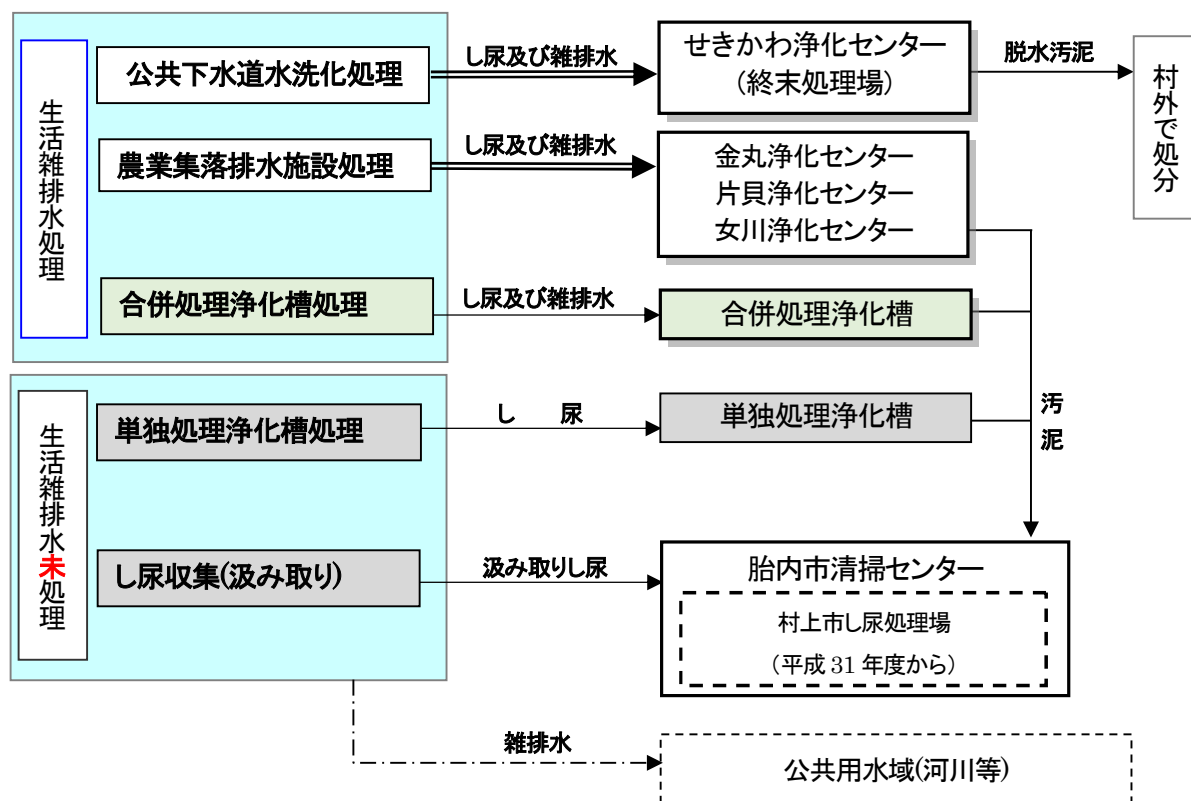 生活雑排水処理
公共下水道水洗化処理
し尿及び雑排水
せきかわ浄化センター
(終末処理場)
脱水汚泥
村外で処分
農業集落排水施設処理
し尿及び雑排水
金丸浄化センター
片貝浄化センター
女川浄化センター
合併処理浄化槽処理
し尿及び雑排水
合併処理浄化槽
生活雑排水未処理
単独処理浄化槽処理
し　尿
単独処理浄化槽
汚泥
し尿収集(汲み取り)
汲み取りし尿
胎内市清掃センター
村上市し尿処理場
（平成 31 年度から）
雑排水
公共用水域(河川等)